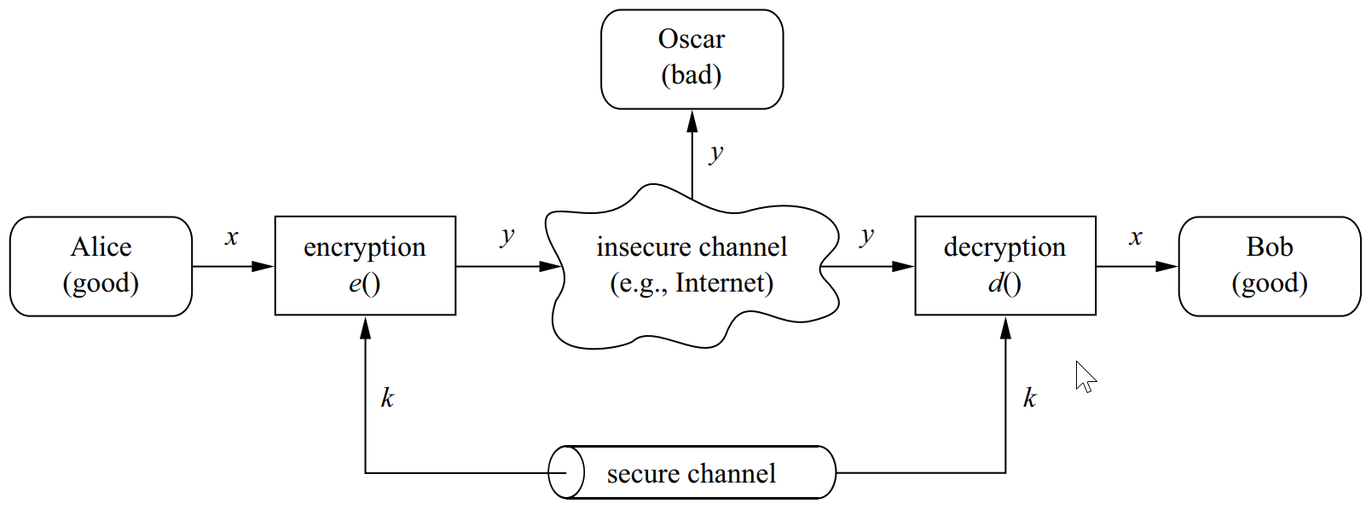 Oscar
(bad)
y
Alice
(good)
x
encryption
e()
y
insecure channel
(e.g., Internet)
y
decryption
d()
x
Bob
(good)
k
k
secure channel